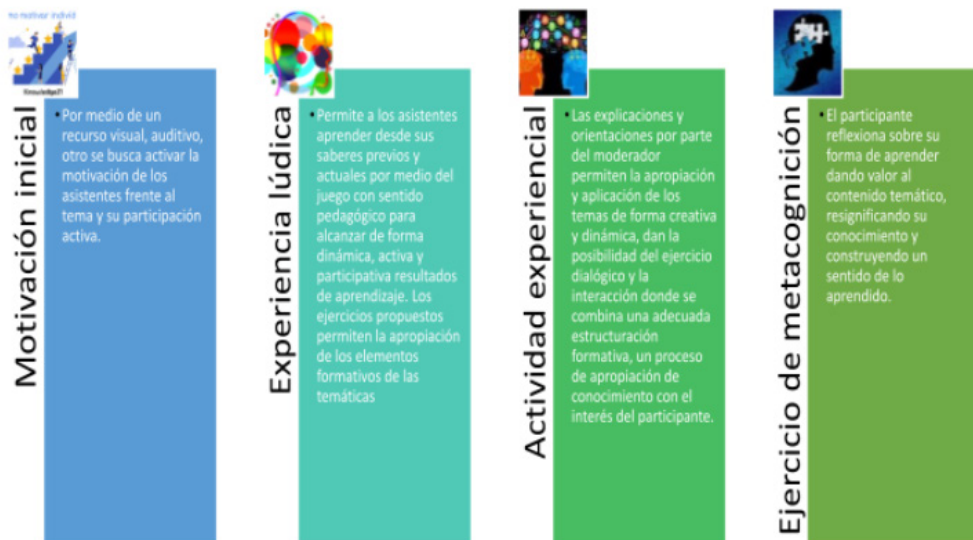 Motivación inicial
• Por medio de un
recurso visual, auditivo,
otro se busca activar la
motivación de los
asistentes frente al
tema y su participación
activa.
Experiencia lúdica
• Permite a los asistentes
aprender desde sus
saberes previos y
actuales por medio del
juego con sentido
pedagógico para
alcanzar de forma
dinámica, activa y
participativa resultados
de aprendizaje. Los
ejercicios propuestos
permiten la apropiación
de los elementos
formativos de las
temáticas
Actividad experiencial
• Las explicaciones y
orientaciones por parte
del moderador
permiten la apropiación
y aplicación de los
temas de forma creativa
y dinámica, dan la
posibilidad del ejercicio
dialógico y la
interacción donde se
combina una adecuada
estructuración
formativa, un proceso
de apropiación de
conocimiento con el
interés del participante.
Ejercicio de metacognición
• El participante
reflexiona sobre su
forma de aprender
dando valor al
contenido temático,
resignificando su
conocimiento y
construyendo un
sentido de lo
aprendido.